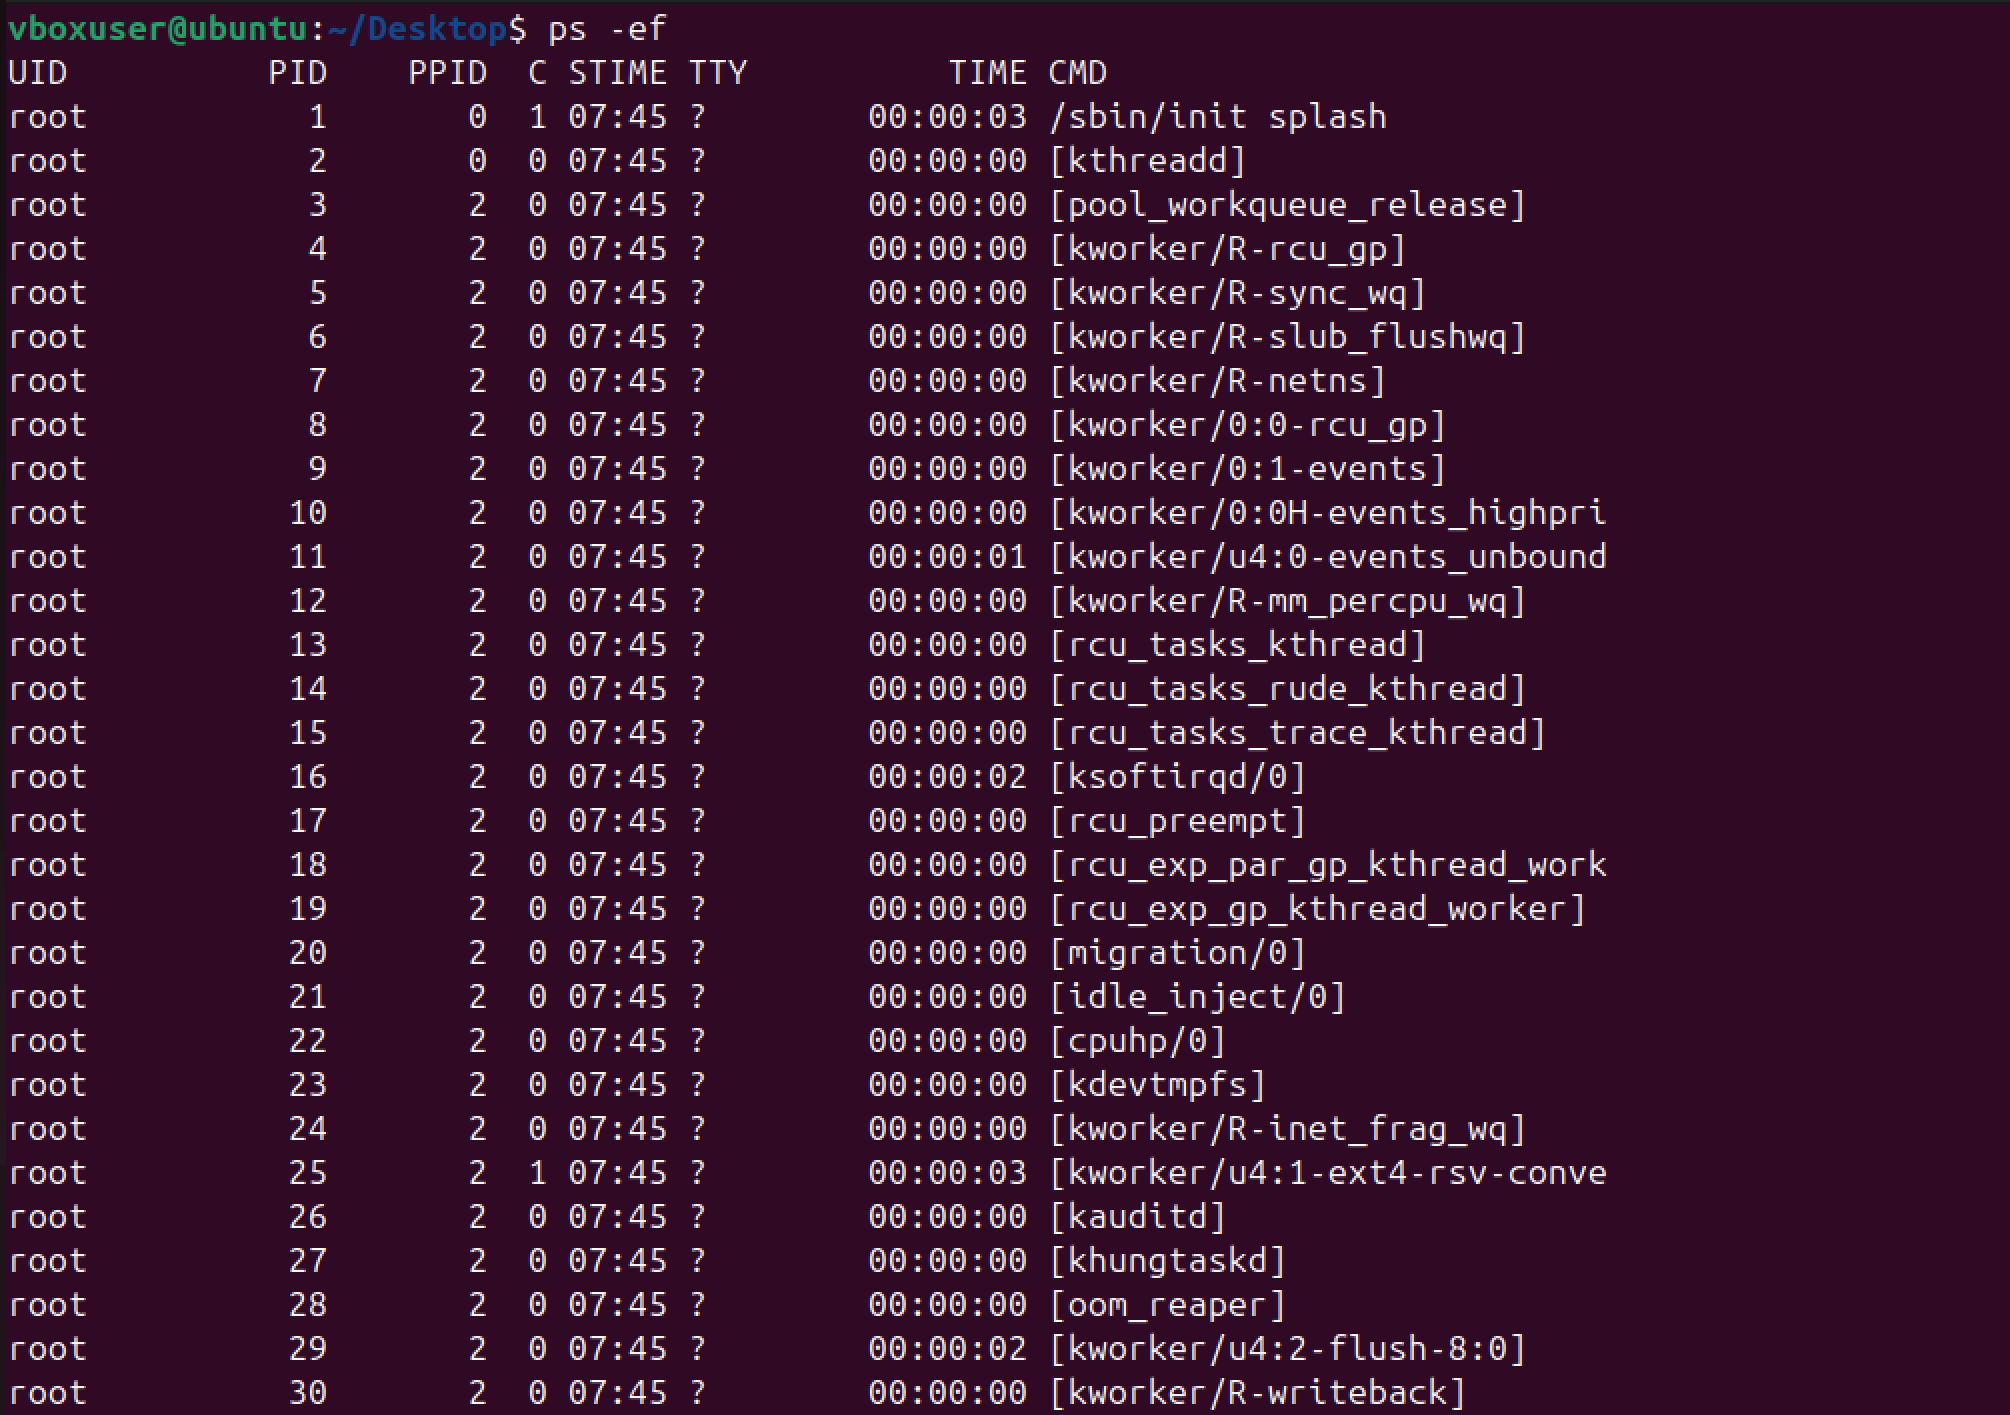 vboxuser@ubuntu:~/Desktop$ ps -ef
UID          PID    PPID  C STIME TTY          TIME CMD
root           1       0  1 07:45 ?        00:00:03 /sbin/init splash
root           2       0  0 07:45 ?        00:00:00 [kthreadd]
root           3       2  0 07:45 ?        00:00:00 [pool_workqueue_release]
root           4       2  0 07:45 ?        00:00:00 [kworker/R-rcu_gp]
root           5       2  0 07:45 ?        00:00:00 [kworker/R-sync_wq]
root           6       2  0 07:45 ?        00:00:00 [kworker/R-slub_flushwq]
root           7       2  0 07:45 ?        00:00:00 [kworker/R-netns]
root           8       2  0 07:45 ?        00:00:00 [kworker/0:0-rcu_gp]
root           9       2  0 07:45 ?        00:00:00 [kworker/0:1-events]
root          10       2  0 07:45 ?        00:00:00 [kworker/0:0H-events_highpri
root          11       2  0 07:45 ?        00:00:01 [kworker/u4:0-events_unbound
root          12       2  0 07:45 ?        00:00:00 [kworker/R-mm_percpu_wq]
root          13       2  0 07:45 ?        00:00:00 [rcu_tasks_kthread]
root          14       2  0 07:45 ?        00:00:00 [rcu_tasks_rude_kthread]
root          15       2  0 07:45 ?        00:00:00 [rcu_tasks_trace_kthread]
root          16       2  0 07:45 ?        00:00:02 [ksoftirqd/0]
root          17       2  0 07:45 ?        00:00:00 [rcu_preempt]
root          18       2  0 07:45 ?        00:00:00 [rcu_exp_par_gp_kthread_work
root          19       2  0 07:45 ?        00:00:00 [rcu_exp_gp_kthread_worker]
root          20       2  0 07:45 ?        00:00:00 [migration/0]
root          21       2  0 07:45 ?        00:00:00 [idle_inject/0]
root          22       2  0 07:45 ?        00:00:00 [cpuhp/0]
root          23       2  0 07:45 ?        00:00:00 [kdevtmpfs]
root          24       2  0 07:45 ?        00:00:00 [kworker/R-inet_frag_wq]
root          25       2  1 07:45 ?        00:00:03 [kworker/u4:1-ext4-rsv-conve
root          26       2  0 07:45 ?        00:00:00 [kauditd]
root          27       2  0 07:45 ?        00:00:00 [khungtaskd]
root          28       2  0 07:45 ?        00:00:00 [oom_reaper]
root          29       2  0 07:45 ?        00:00:02 [kworker/u4:2-flush-8:0]
root          30       2  0 07:45 ?        00:00:00 [kworker/R-writeback]